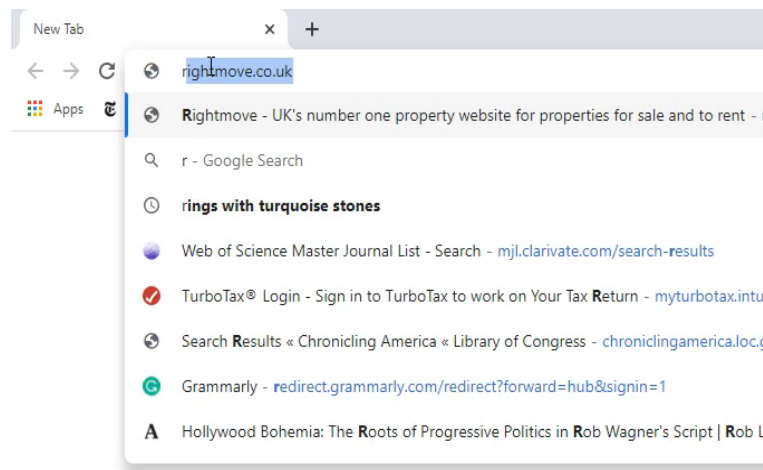 New Tab
rightmove.co.uk
Apps
Rightmove - UK's number one property website for properties for sale and to rent -
r - Google Search
rings with turquoise stones
Web of Science Master Journal List - Search - mjl.clarivate.com/search-results
TurboTax® Login - Sign in to TurboTax to work on Your Tax Return - myturbotax.intu
Search Results « Chronicling America « Library of Congress - chroniclingamerica.loc.g
Grammarly - redirect.grammarly.com/redirect?forward=hub&signin=1
Hollywood Bohemia: The Roots of Progressive Politics in Rob Wagner's Script | Rob L